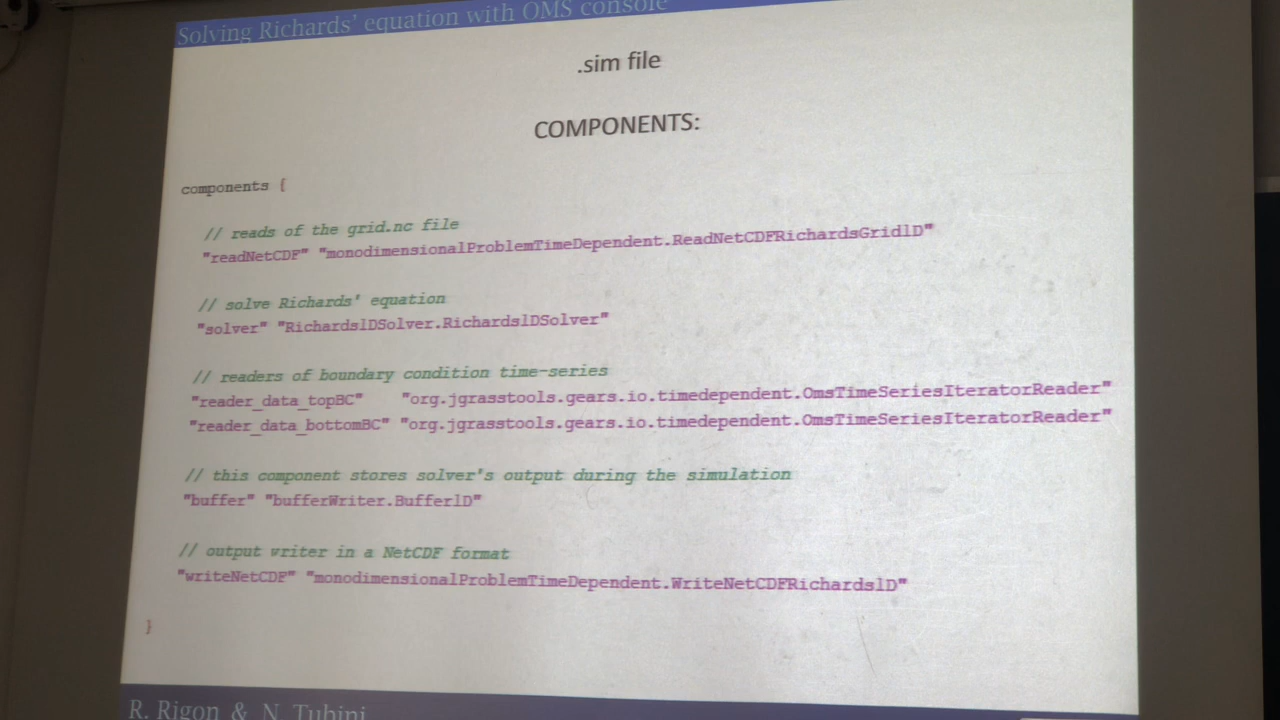 Solving Richards' equation with OMS console
.sim file
COMPONENTS:
components {
// reads of the grid.nc file
"readNetCDF" "monodimensionalProblemTimeDependent.ReadNetCDFRichardsGrid1D"
// solve Richards' equation
"solver" "Richards1DSolver.Richards1DSolver"
// readers of boundary condition time-series
"reader_data_topBC" "org.jgrasstools.gears.io.timedependent.OmsTimeSeriesIteratorReader"
"reader_data_bottomBC" "org.jgrasstools.gears.io.timedependent.OmsTimeSeriesIteratorReader"
// this component stores solver's output during the simulation
"buffer" "bufferWriter.Buffer1D"
// output writer in a NetCDF format
"writeNetCDF" "monodimensionalProblemTimeDependent.WriteNetCDFRichards1D"
}
R. Rigon & N. Tubini